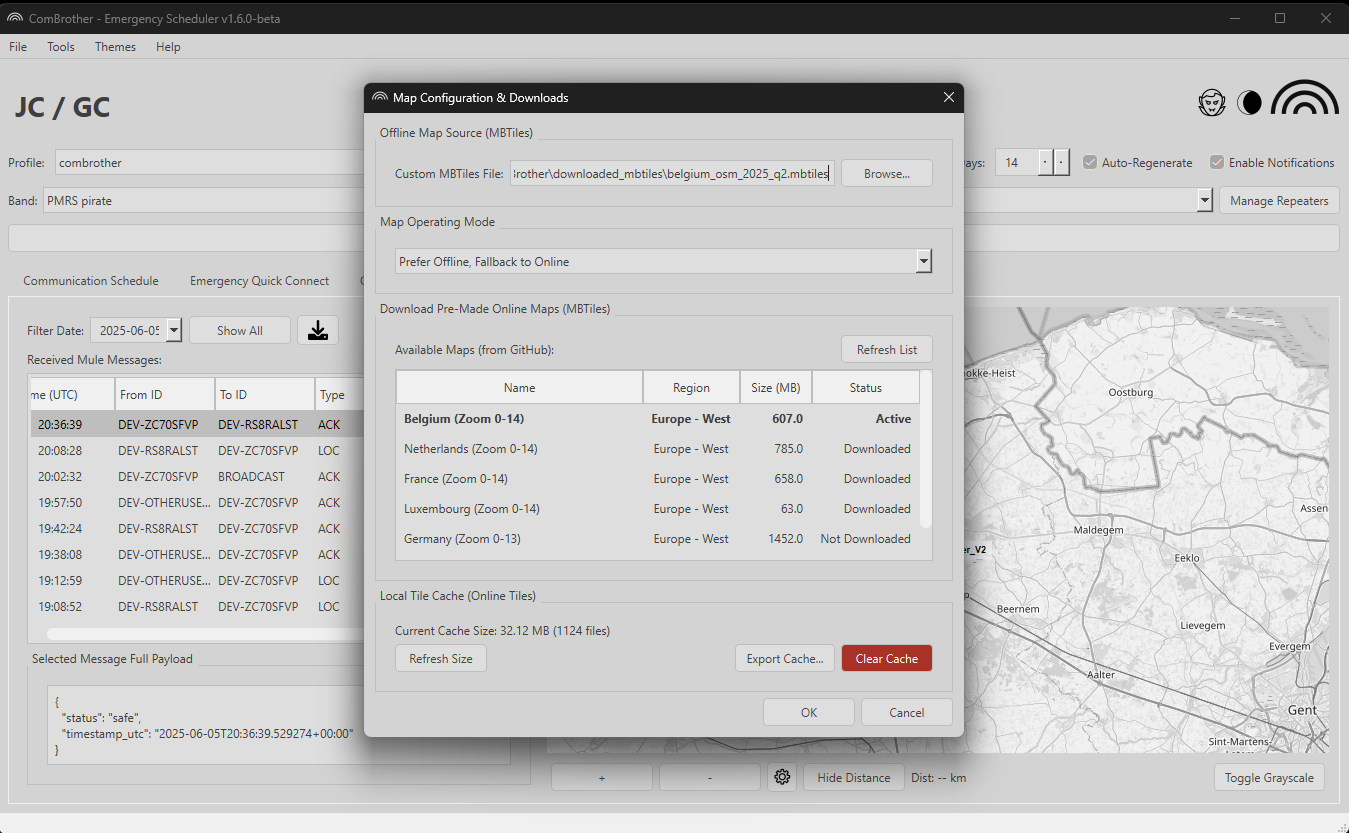 ComBrother - Emergency Scheduler v1.6.0-beta
File Tools Themes Help
JC / GC
Profile: combrother
Days: 14 Auto-Regenerate Enable Notifications
Band: PMRS pirate
Manage Repeaters
Communication Schedule Emergency Quick Connect
Filter Date: 2025-06-05 Show All
Received Mule Messages:
me (UTC) From ID To ID Type
20:36:39 DEV-ZC70SFVP DEV-RS8RALST ACK
20:08:28 DEV-RS8RALST DEV-ZC70SFVP LOC
20:02:32 DEV-ZC70SFVP BROADCAST ACK
19:57:50 DEV-OTHERUSE... DEV-ZC70SFVP ACK
19:42:24 DEV-RS8RALST DEV-ZC70SFVP ACK
19:38:08 DEV-OTHERUSE... DEV-ZC70SFVP ACK
19:12:59 DEV-OTHERUSE... DEV-ZC70SFVP LOC
19:08:52 DEV-RS8RALST DEV-ZC70SFVP LOC
Selected Message Full Payload
{
"status": "safe",
"timestamp_utc": "2025-06-05T20:36:39.529274+00:00"
}
Map Configuration & Downloads
Offline Map Source (MBTiles)
Custom MBTiles File: Brother\downloaded_mbtiles\belgium_osm_2025_q2.mbtiles Browse...
Map Operating Mode
Prefer Offline, Fallback to Online
Download Pre-Made Online Maps (MBTiles)
Available Maps (from GitHub): Refresh List
Name Region Size (MB) Status
Belgium (Zoom 0-14) Europe - West 607.0 Active
Netherlands (Zoom 0-14) Europe - West 785.0 Downloaded
France (Zoom 0-14) Europe - West 658.0 Downloaded
Luxembourg (Zoom 0-14) Europe - West 63.0 Downloaded
Germany (Zoom 0-13) Europe - West 1452.0 Not Downloaded
Local Tile Cache (Online Tiles)
Current Cache Size: 32.12 MB (1124 files)
Refresh Size Export Cache... Clear Cache
OK Cancel
okke-Heist
Oostburg
Assen
Maldegem
er_V2
Eeklo
Beernem
Lievegem
Evergem
Aalter
Gent
Sint-Martens-
+ - Hide Distance Dist: -- km Toggle Grayscale